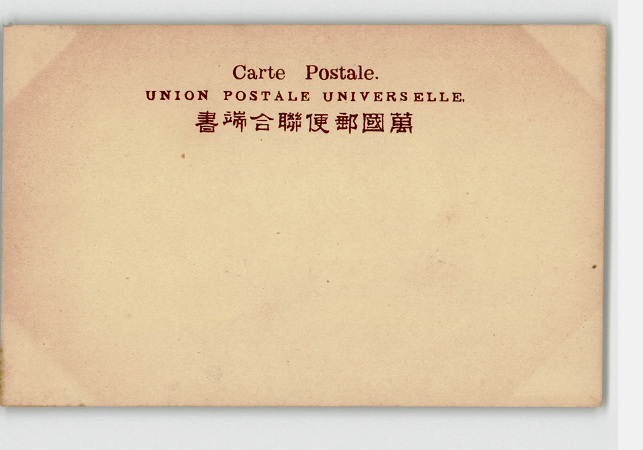 Carte Postale.
UNION POSTALE UNIVERSELLE.
萬國郵便聯合端書